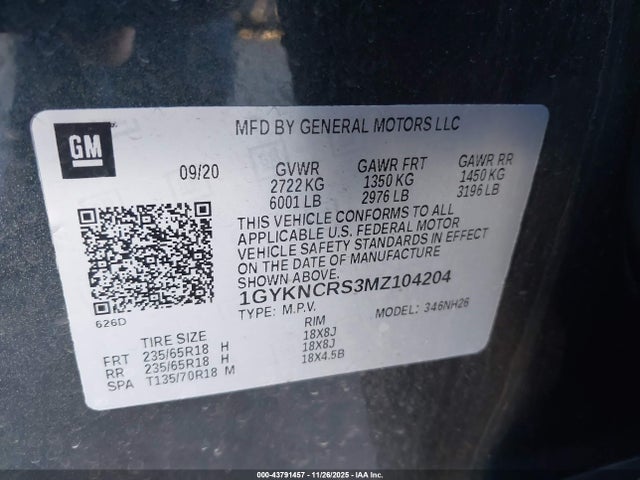 GM
MFD BY GENERAL MOTORS LLC
09/20
GVWR GAWR FRT GAWR RR
2722 KG 1350 KG 1450 KG
6001 LB 2976 LB 3196 LB
THIS VEHICLE CONFORMS TO ALL
APPLICABLE U.S. FEDERAL MOTOR
VEHICLE SAFETY STANDARDS IN EFFECT
ON THE DATE OF MANUFACTURE
SHOWN ABOVE.
1GYKNCRS3MZ104204
626D
TYPE: M.P.V. MODEL: 346NH26
TIRE SIZE RIM
FRT 235/65R18 H 18X8J
RR 235/65R18 H 18X8J
SPA T135/70R18 M 18X4.5B
000-43791457 | 11/26/2025 | IAA Inc.